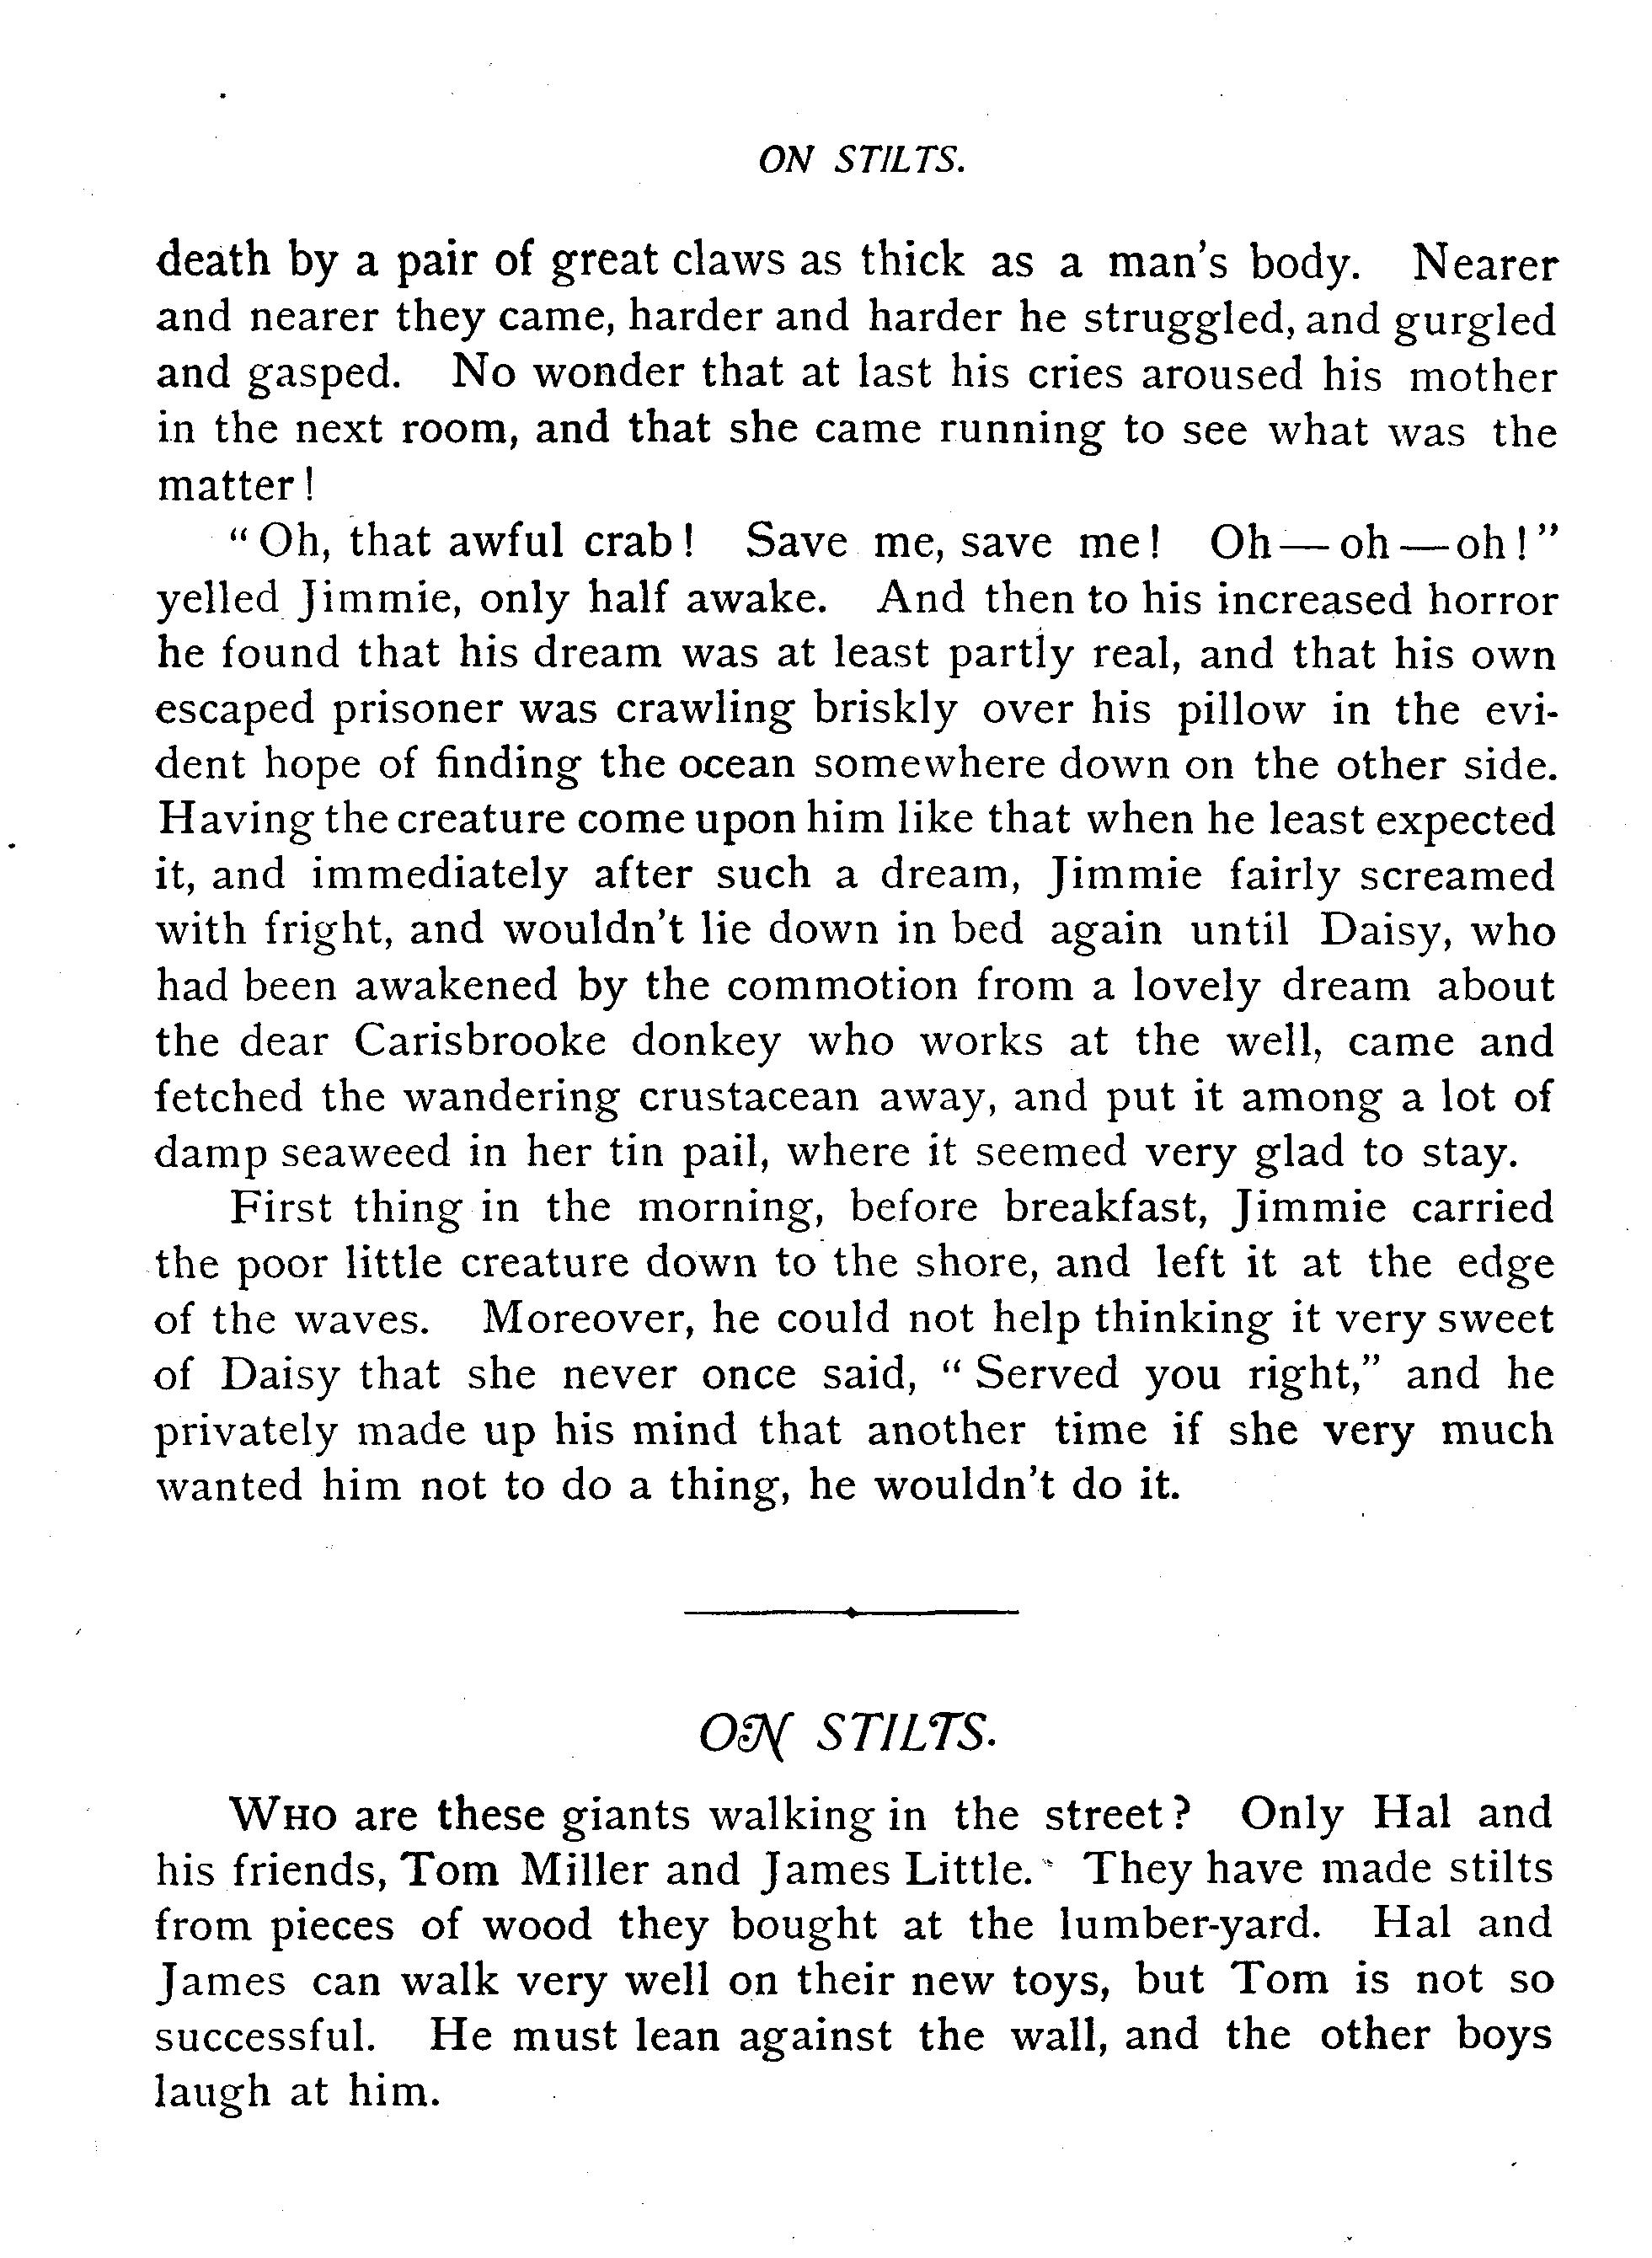 ON STILTS.
death by a pair of great claws as thick as a man's body. Nearer
and nearer they came, harder and harder he struggled, and gurgled
and gasped. No wonder that at last his cries aroused his mother
in the next room, and that she came running to see what was the
matter!
"Oh, that awful crab! Save me, save me! Oh—oh—oh!"
yelled Jimmie, only half awake. And then to his increased horror
he found that his dream was at least partly real, and that his own
escaped prisoner was crawling briskly over his pillow in the evi-
dent hope of finding the ocean somewhere down on the other side.
Having the creature come upon him like that when he least expected
it, and immediately after such a dream, Jimmie fairly screamed
with fright, and wouldn't lie down in bed again until Daisy, who
had been awakened by the commotion from a lovely dream about
the dear Carisbrooke donkey who works at the well, came and
fetched the wandering crustacean away, and put it among a lot of
damp seaweed in her tin pail, where it seemed very glad to stay.
First thing in the morning, before breakfast, Jimmie carried
the poor little creature down to the shore, and left it at the edge
of the waves. Moreover, he could not help thinking it very sweet
of Daisy that she never once said, "Served you right," and he
privately made up his mind that another time if she very much
wanted him not to do a thing, he wouldn't do it.
ON STILTS.
WHO are these giants walking in the street? Only Hal and
his friends, Tom Miller and James Little. They have made stilts
from pieces of wood they bought at the lumber-yard. Hal and
James can walk very well on their new toys, but Tom is not so
successful. He must lean against the wall, and the other boys
laugh at him.